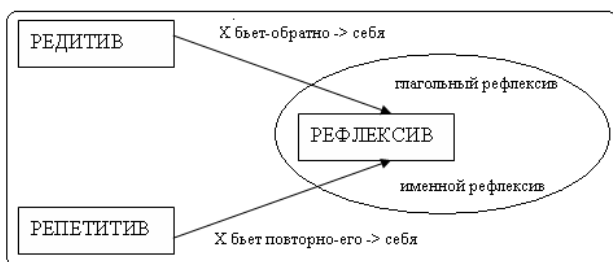 X бьет-обратно -> себя
РЕДИТИВ
глагольный рефлексив
РЕФЛЕКСИВ
именной рефлексив
РЕПЕТИТИВ
X бьет повторно-его -> себя